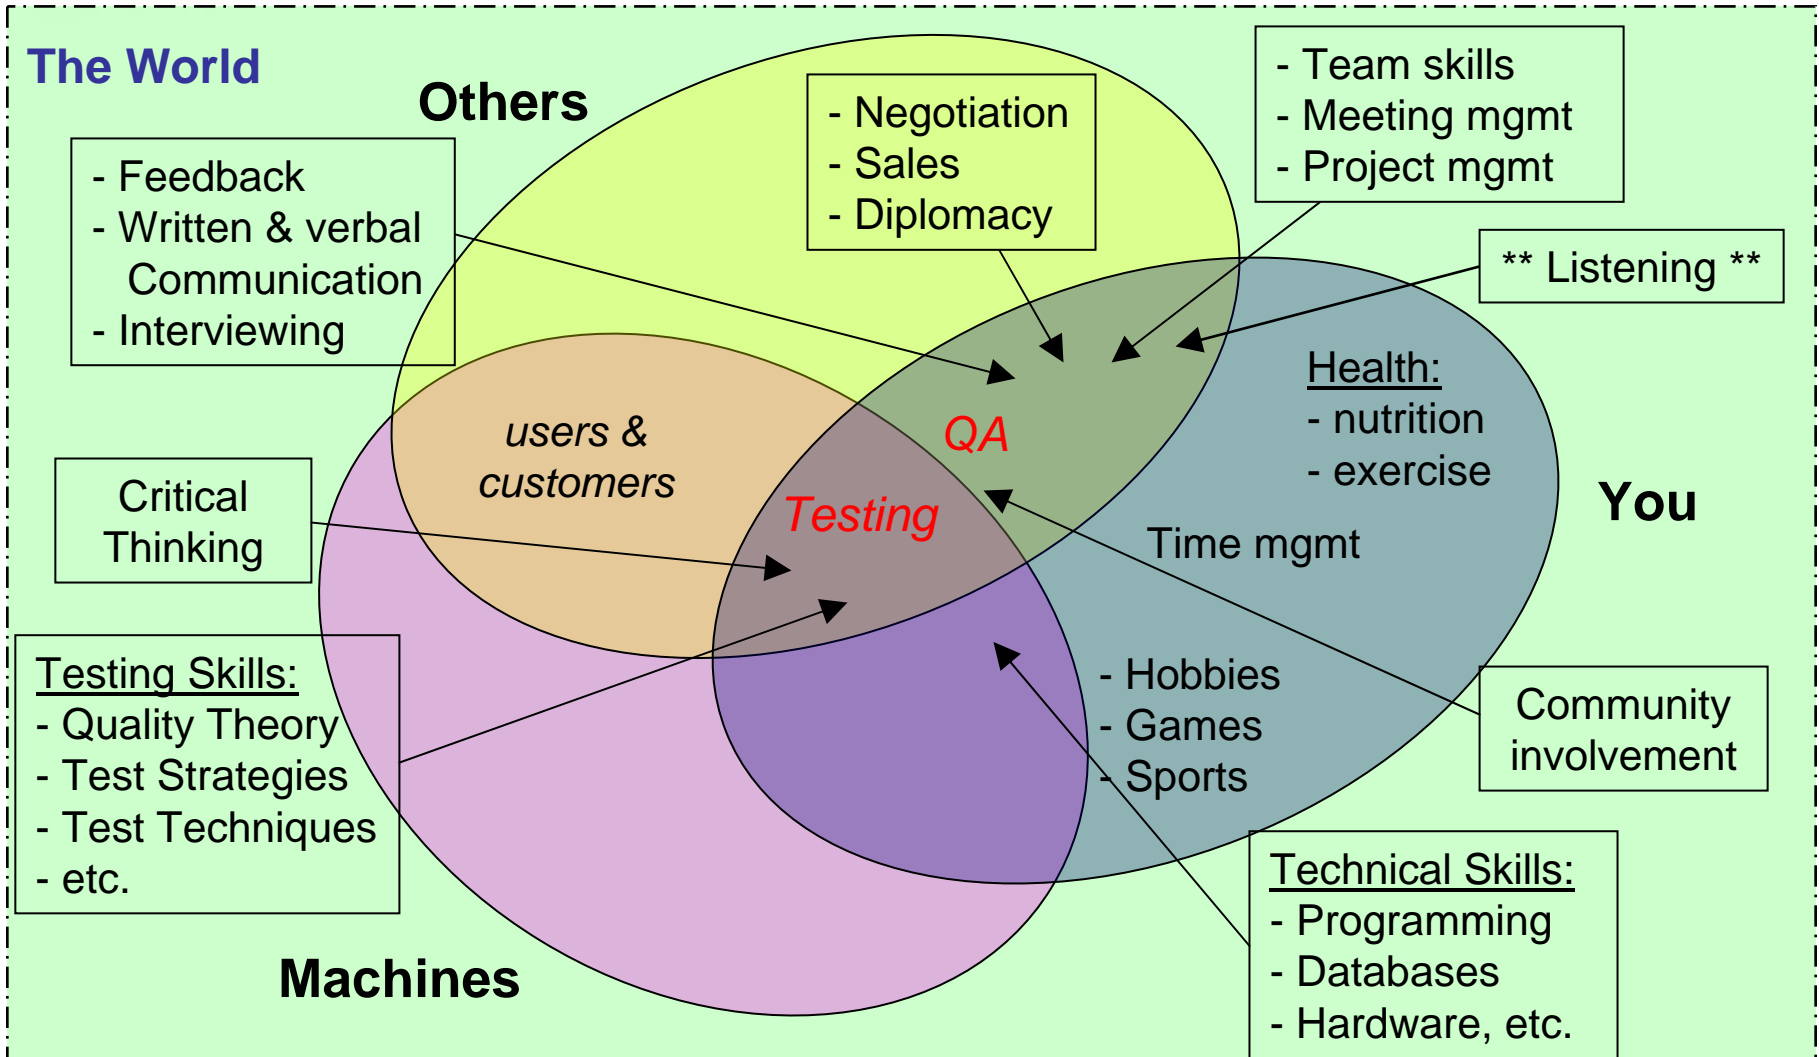 The World
Others
- Feedback
- Written & verbal
Communication
- Interviewing
- Negotiation
- Sales
- Diplomacy
- Team skills
- Meeting mgmt
- Project mgmt
** Listening **
Health:
- nutrition
- exercise
You
Time mgmt
users &
customers
QA
Testing
Critical
Thinking
Testing Skills:
- Quality Theory
- Test Strategies
- Test Techniques
- etc.
- Hobbies
- Games
- Sports
Community
involvement
Technical Skills:
- Programming
- Databases
- Hardware, etc.
Machines